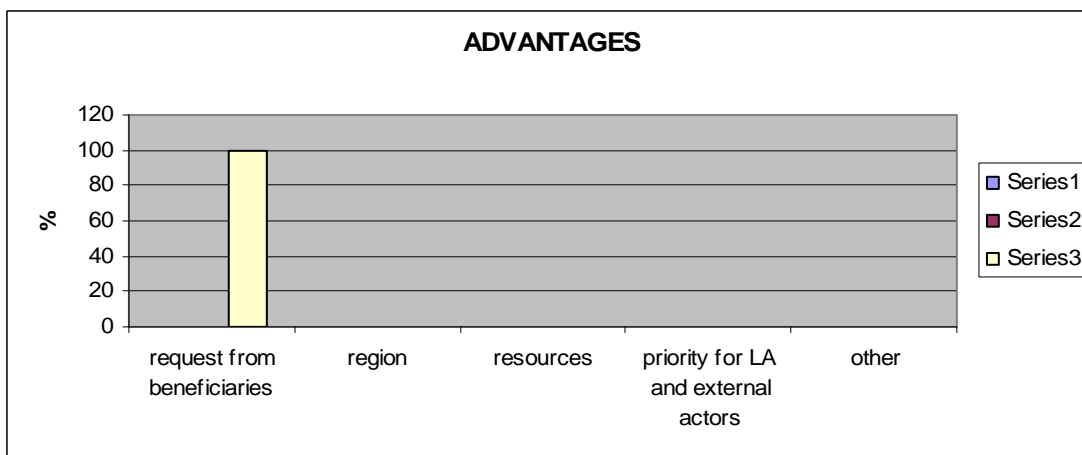 ADVANTAGES
120
100
80
60
40
20
0
%
request from
beneficiaries
region
resources
priority for LA
and external
actors
other
Series1
Series2
Series3